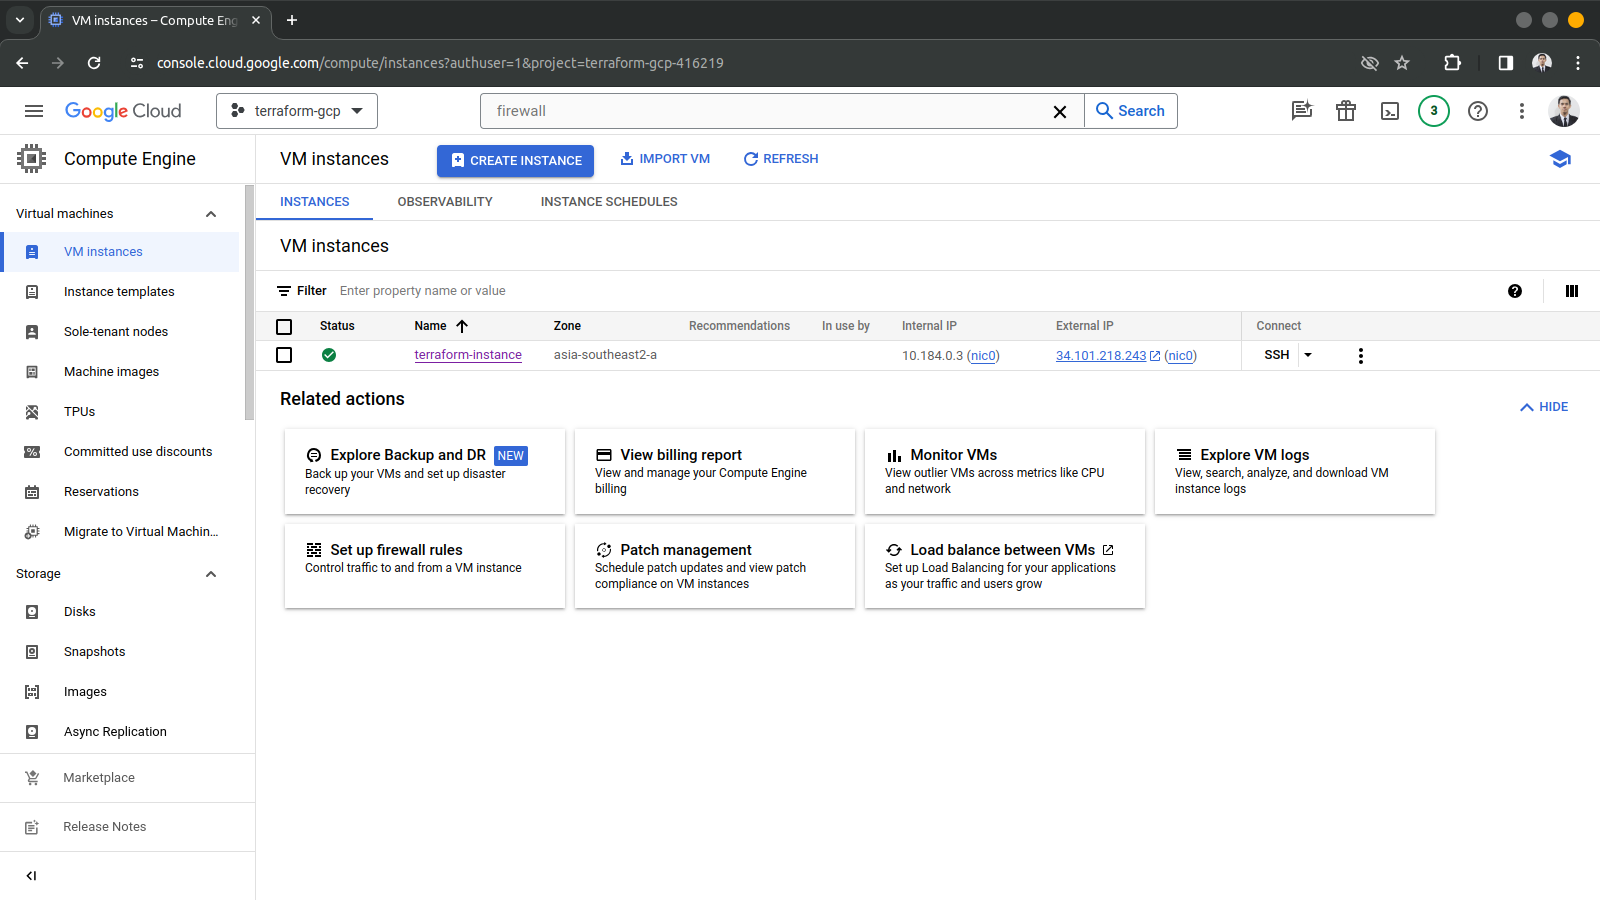 VM instances – Compute Eng
console.cloud.google.com/compute/instances?authuser=1&project=terraform-gcp-416219
Google Cloud
terraform-gcp
firewall
Search
3
Compute Engine
VM instances
CREATE INSTANCE
IMPORT VM
REFRESH
Virtual machines
VM instances
Instance templates
Sole-tenant nodes
Machine images
TPUs
Committed use discounts
Reservations
Migrate to Virtual Machin...
Storage
Disks
Snapshots
Images
Async Replication
Marketplace
Release Notes
INSTANCES
OBSERVABILITY
INSTANCE SCHEDULES
VM instances
Filter Enter property name or value
Status Name Zone Recommendations In use by Internal IP External IP Connect
terraform-instance asia-southeast2-a 10.184.0.3 (nic0) 34.101.218.243 (nic0) SSH
Related actions
HIDE
Explore Backup and DR NEW
Back up your VMs and set up disaster
recovery
View billing report
View and manage your Compute Engine
billing
Monitor VMs
View outlier VMs across metrics like CPU
and network
Explore VM logs
View, search, analyze, and download VM
instance logs
Set up firewall rules
Control traffic to and from a VM instance
Patch management
Schedule patch updates and view patch
compliance on VM instances
Load balance between VMs
Set up Load Balancing for your applications
as your traffic and users grow